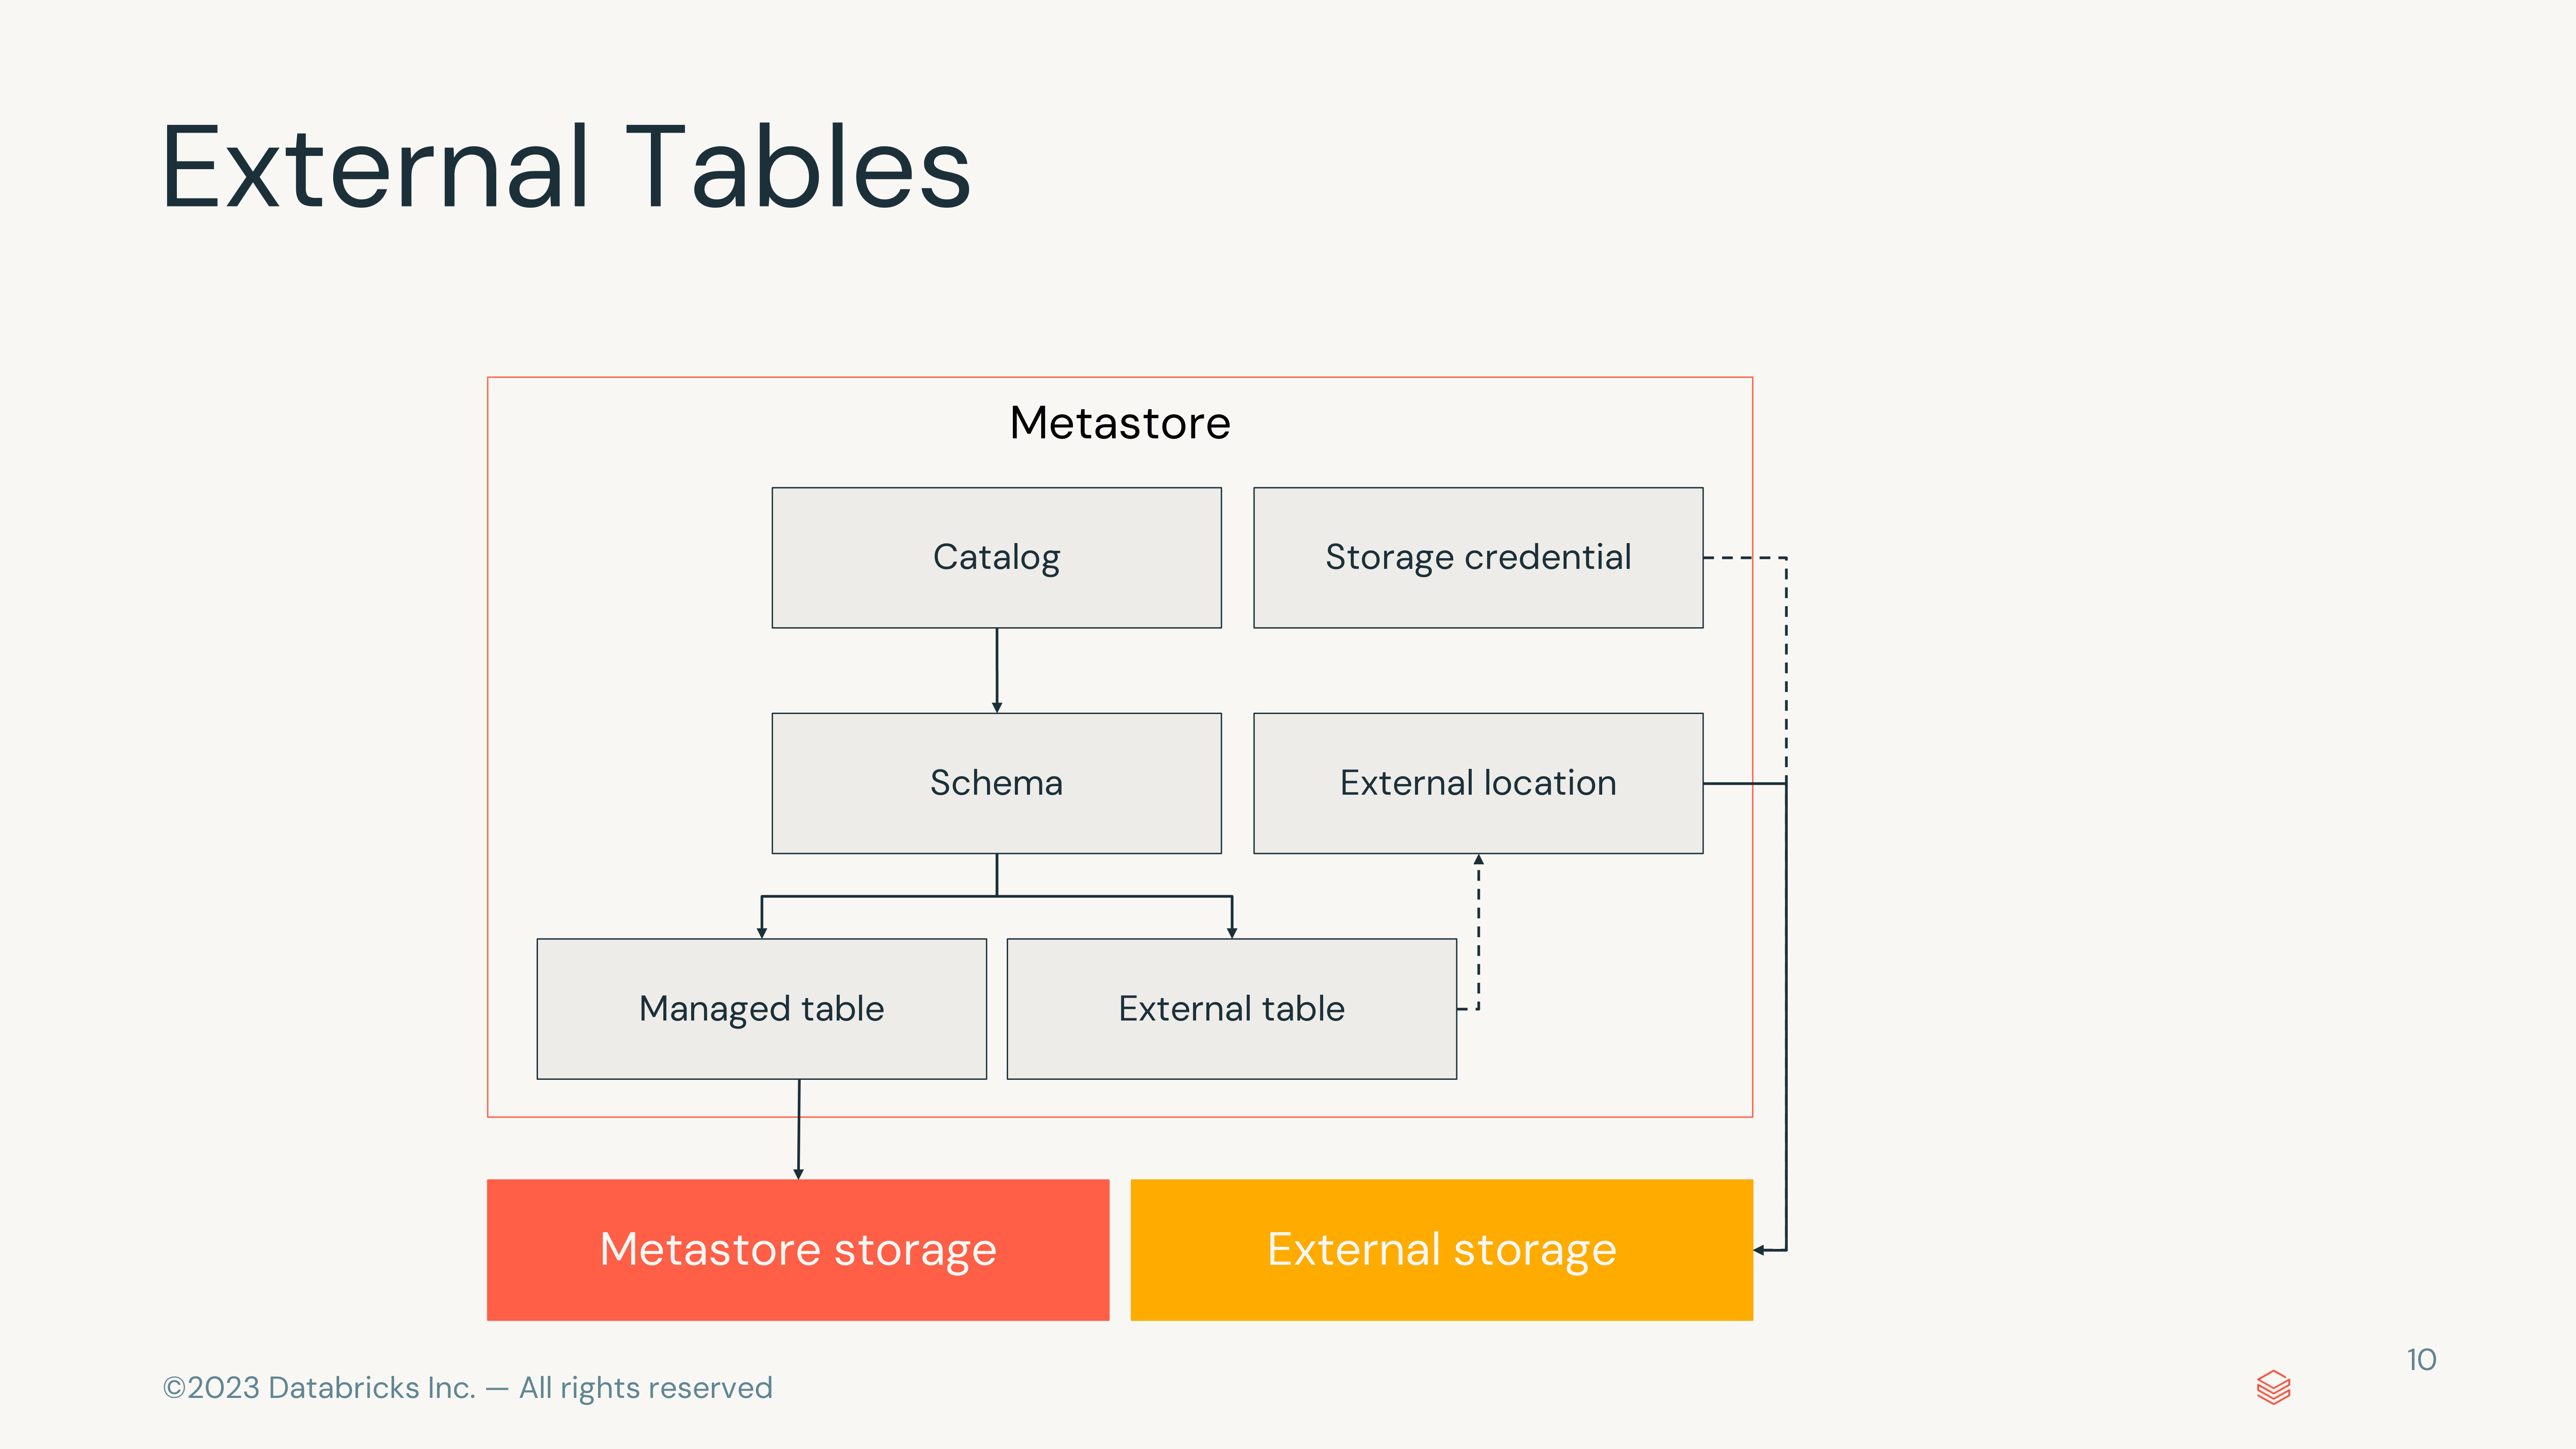 External Tables
Metastore
Catalog
Storage credential
Schema
External location
Managed table
External table
Metastore storage
External storage
©2023 Databricks Inc. — All rights reserved
10